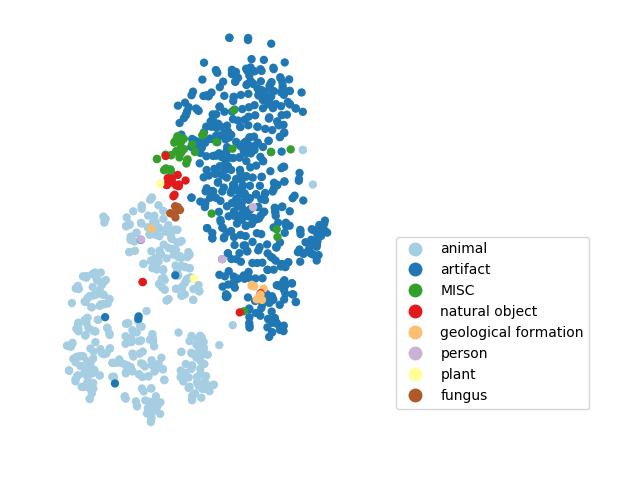 animal
artifact
MISC
natural object
geological formation
person
plant
fungus